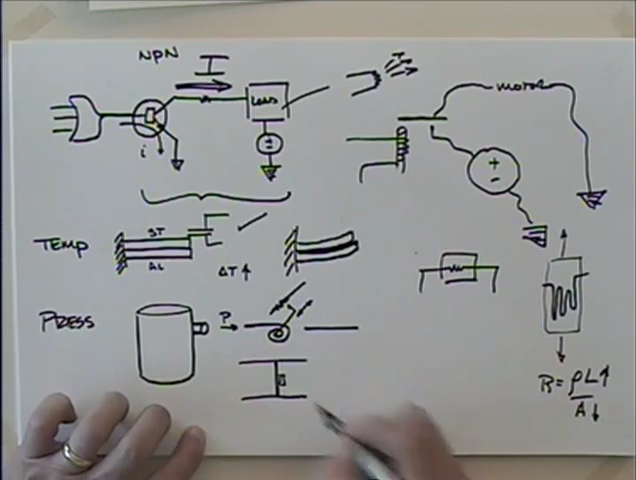 NPN
I
LOAD
i
+
-
motor
+
-
TEMP
ST
AL
ΔT↑
PRESS
P
R = ρL↑
A↓